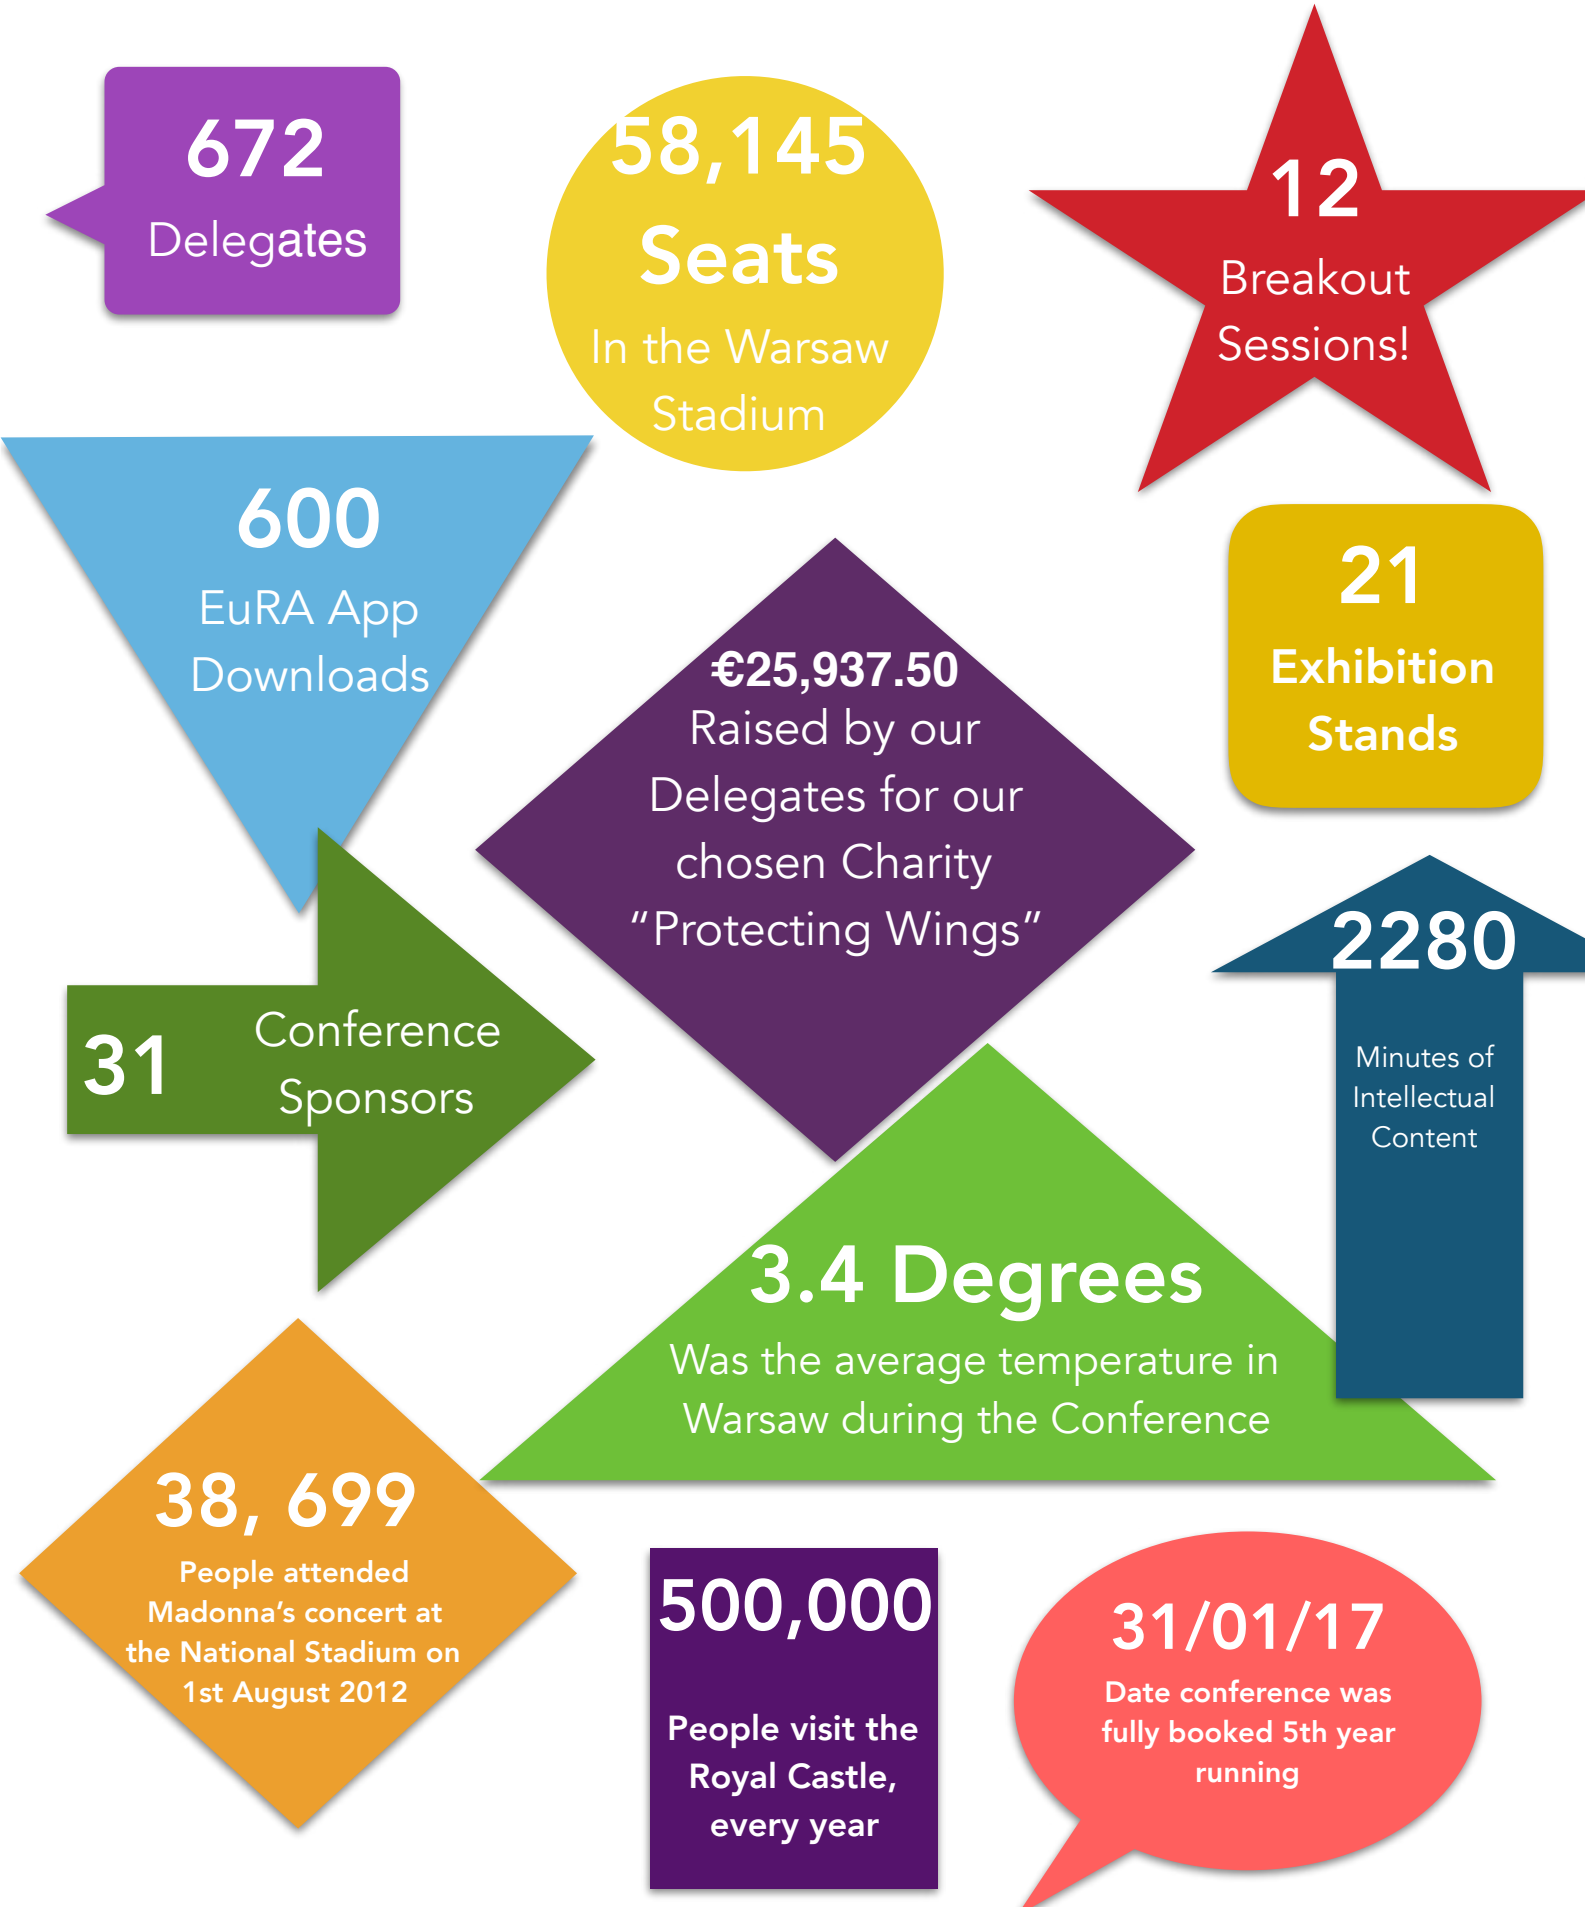 672
Delegates
58,145
Seats
In the Warsaw
Stadium
12
Breakout
Sessions!
600
EuRA App
Downloads
€25,937.50
Raised by our
Delegates for our
chosen Charity
“Protecting Wings”
21
Exhibition
Stands
31
Conference
Sponsors
2280
Minutes of
Intellectual
Content
3.4 Degrees
Was the average temperature in
Warsaw during the Conference
38, 699
People attended
Madonna’s concert at
the National Stadium on
1st August 2012
500,000
People visit the
Royal Castle,
every year
31/01/17
Date conference was
fully booked 5th year
running